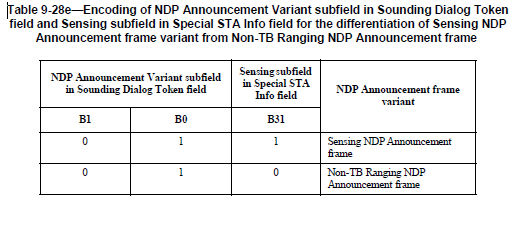 Table 9-28e—Encoding of NDP Announcement Variant subfield in Sounding Dialog Token
field and Sensing subfield in Special STA Info field for the differentiation of Sensing NDP
Announcement frame variant from Non-TB Ranging NDP Announcement frame
NDP Announcement Variant subfield
in Sounding Dialog Token field
Sensing subfield
in Special STA
Info field
NDP Announcement frame
variant
B1
B0
B31
0
1
1
Sensing NDP Announcement
frame
0
1
0
Non-TB Ranging NDP
Announcement frame